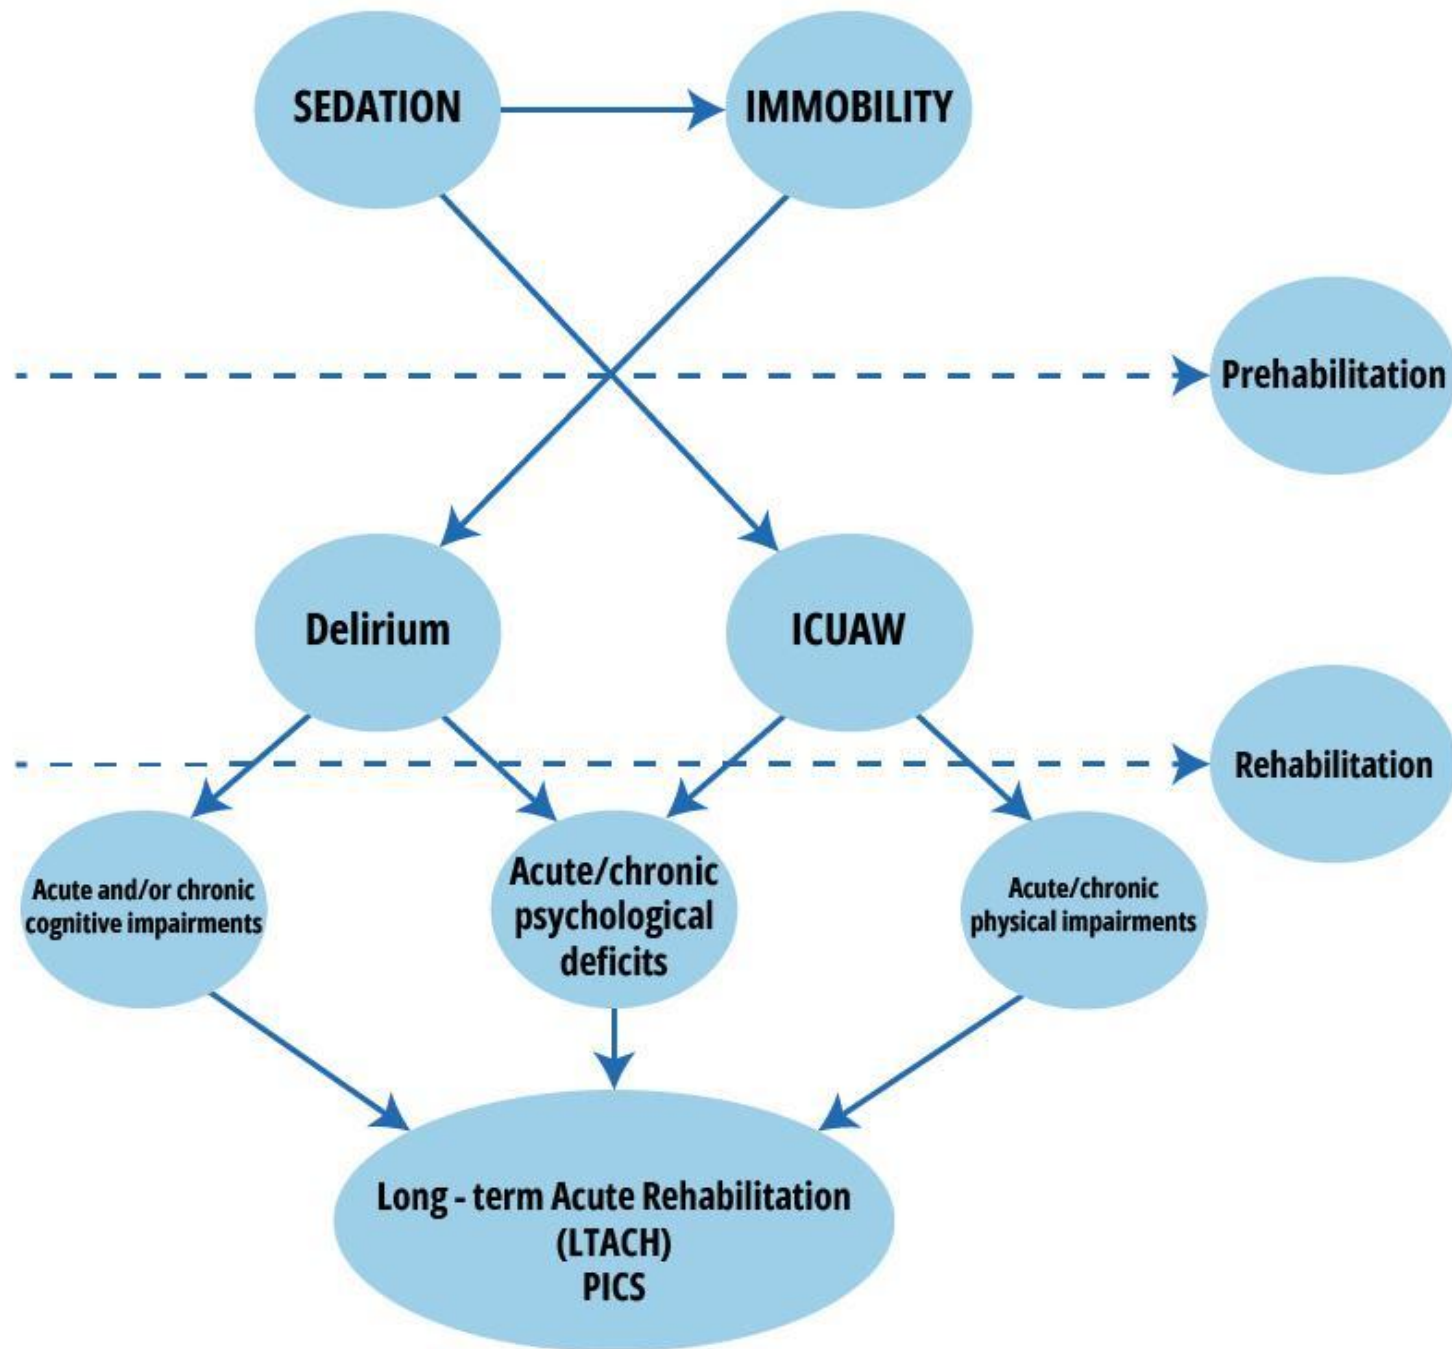 SEDATION
IMMOBILITY
Prehabilitation
Delirium
ICUAW
Rehabilitation
Acute and/or chronic
cognitive impairments
Acute/chronic
psychological
deficits
Acute/chronic
physical impairments
Long - term Acute Rehabilitation
(LTACH)
PICS